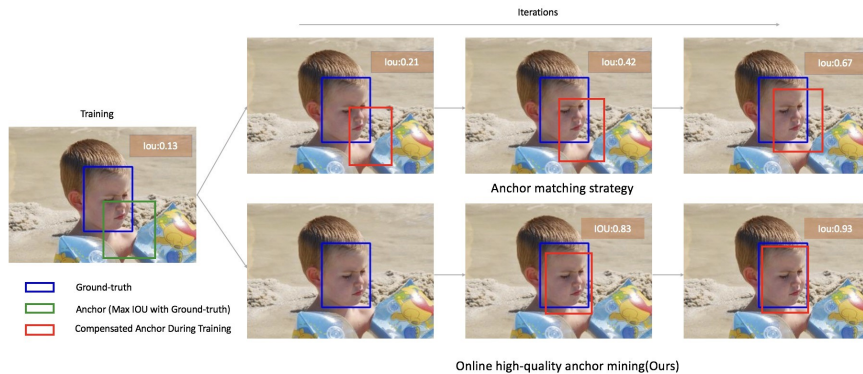 Iterations
Iou:0.21
Iou:0.42
Iou:0.67
Training
Iou:0.13
Anchor matching strategy
IOU:0.83
Iou:0.93
Ground-truth
Anchor (Max IOU with Ground-truth)
Compensated Anchor During Training
Online high-quality anchor mining(Ours)